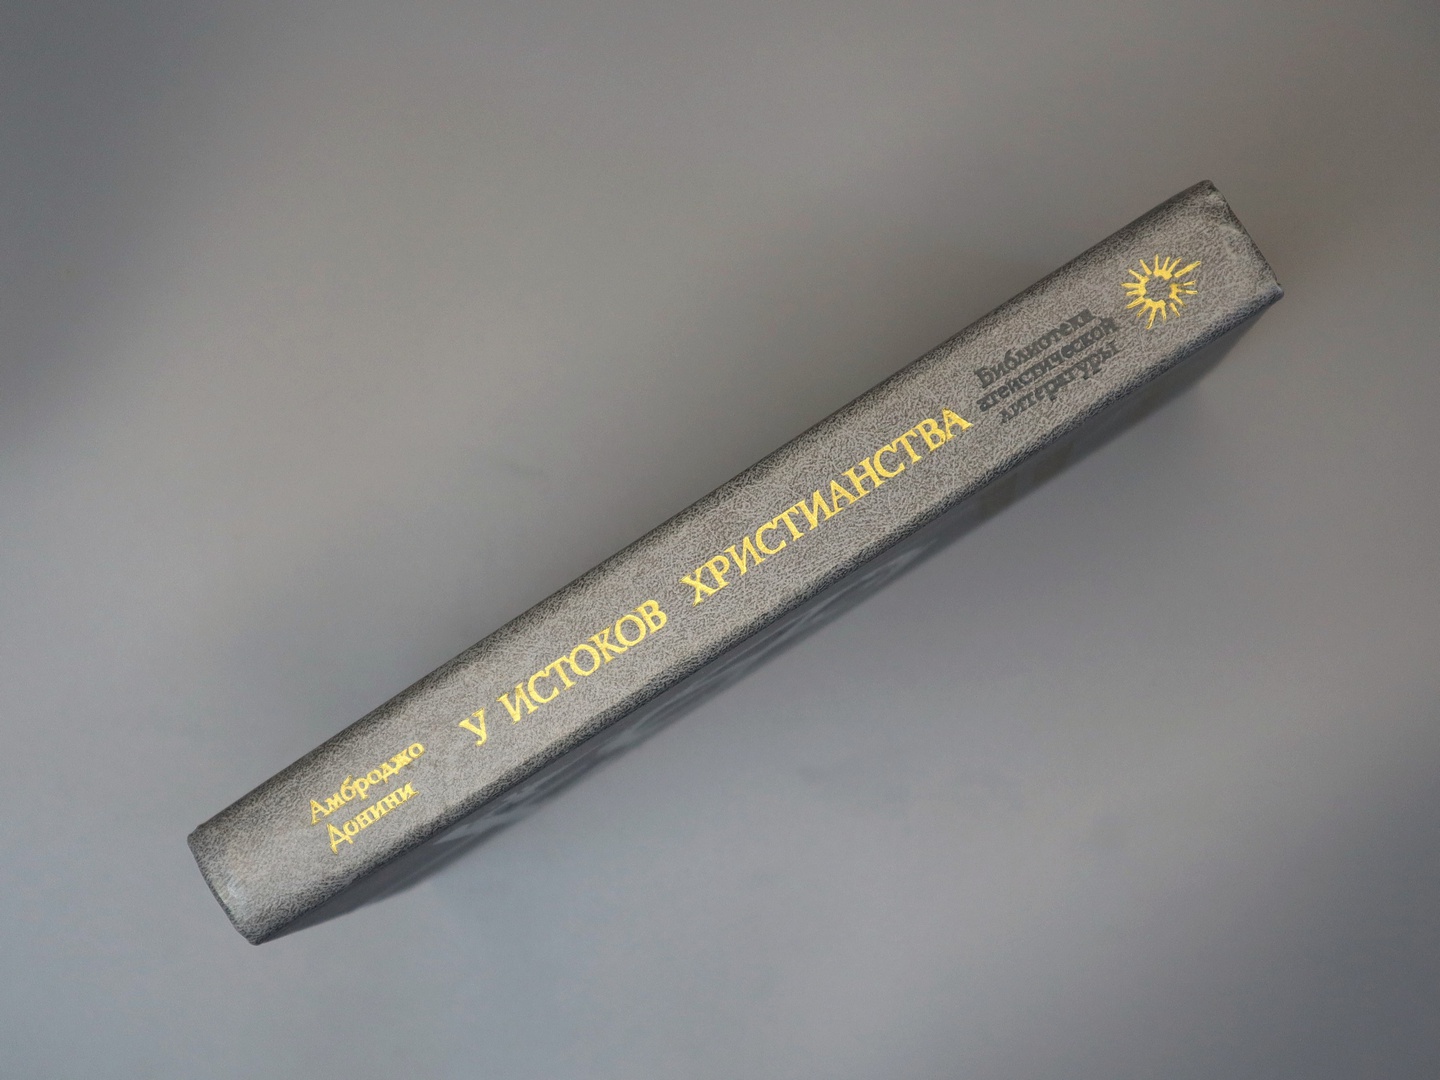 Амброджо
Донини
У ИСТОКОВ ХРИСТИАНСТВА
Библиотека
атеистической
литературы